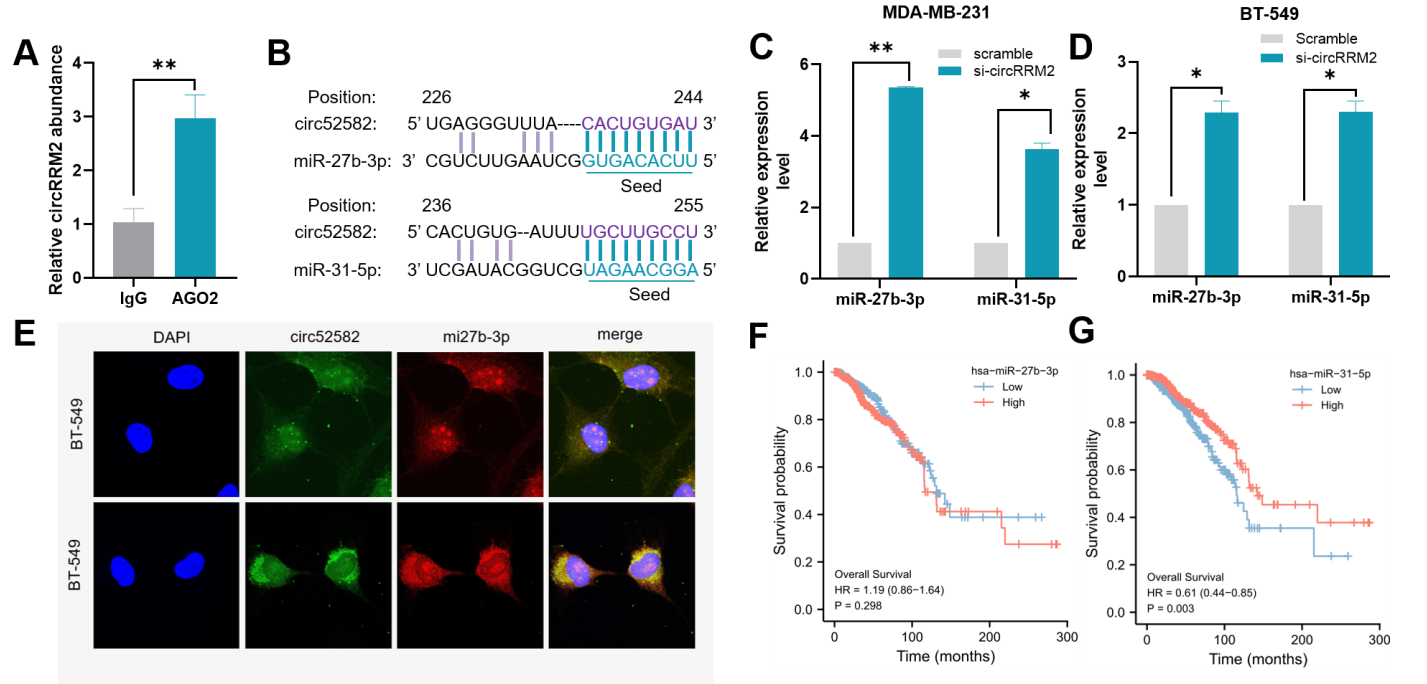 A
Relative circRRM2 abundance
4
3
2
1
0
**
IgG
AGO2
B
Position: 226 244
circ52582: 5’ UGAGGGUUUA----CACUGUGAU 3’
miR-27b-3p: 3’ CGUCUUGAAUCGGUGACACUU 5’
Seed
Position: 236 255
circ52582: 5’ CACUGUG--AUUUUGCUUGCCU 3’
miR-31-5p: 3’ UCGAUACGGUCGUAGAACGGA 5’
Seed
MDA-MB-231
C
scramble
si-circRRM2
Relative expression
level
6
4
2
0
**
*
miR-27b-3p
miR-31-5p
BT-549
D
Scramble
si-circRRM2
Relative expression
level
3
2
1
0
*
*
miR-27b-3p
miR-31-5p
E
DAPI
circ52582
mi27b-3p
merge
BT-549
BT-549
F
hsa−miR−27b−3p
Low
High
Survival probability
1.0
0.8
0.6
0.4
0.2
0.0
Overall Survival
HR = 1.19 (0.86−1.64)
P = 0.298
0
100
200
300
Time (months)
G
hsa−miR−31−5p
Low
High
Survival probability
1.0
0.8
0.6
0.4
0.2
0.0
Overall Survival
HR = 0.61 (0.44−0.85)
P = 0.003
0
100
200
300
Time (months)